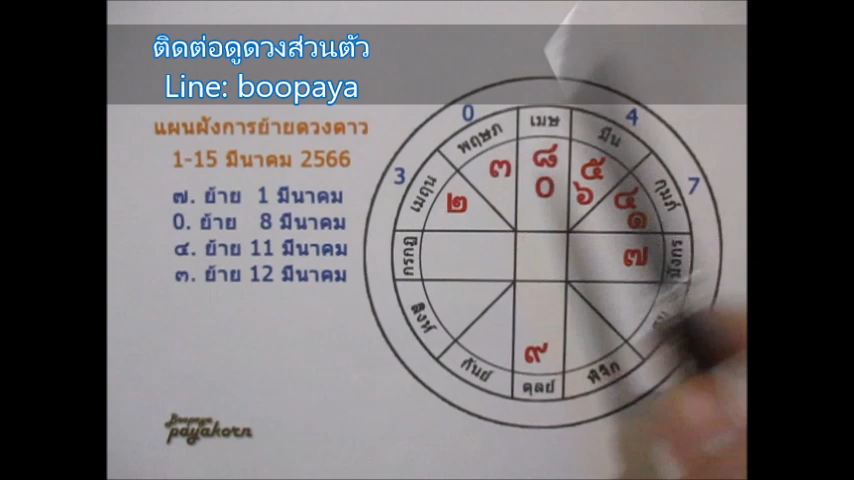 ติดต่อดูดวงส่วนตัว
Line: boopaya
แผนผังการย้ายดวงดาว
1-15 มีนาคม 2566
๗. ย้าย 1 มีนาคม
0. ย้าย 8 มีนาคม
๔. ย้าย 11 มีนาคม
๓. ย้าย 12 มีนาคม
0
4
3
7
เมษ
พฤษภ
มีน
เมถุน
กุมภ์
๓
๘
๕
๒
0
๖
๔
๑
กรกฎ
๗
มังกร
สิงห์
๙
กันย์
ตุลย์
พิจิก
Boopaya
payakorn